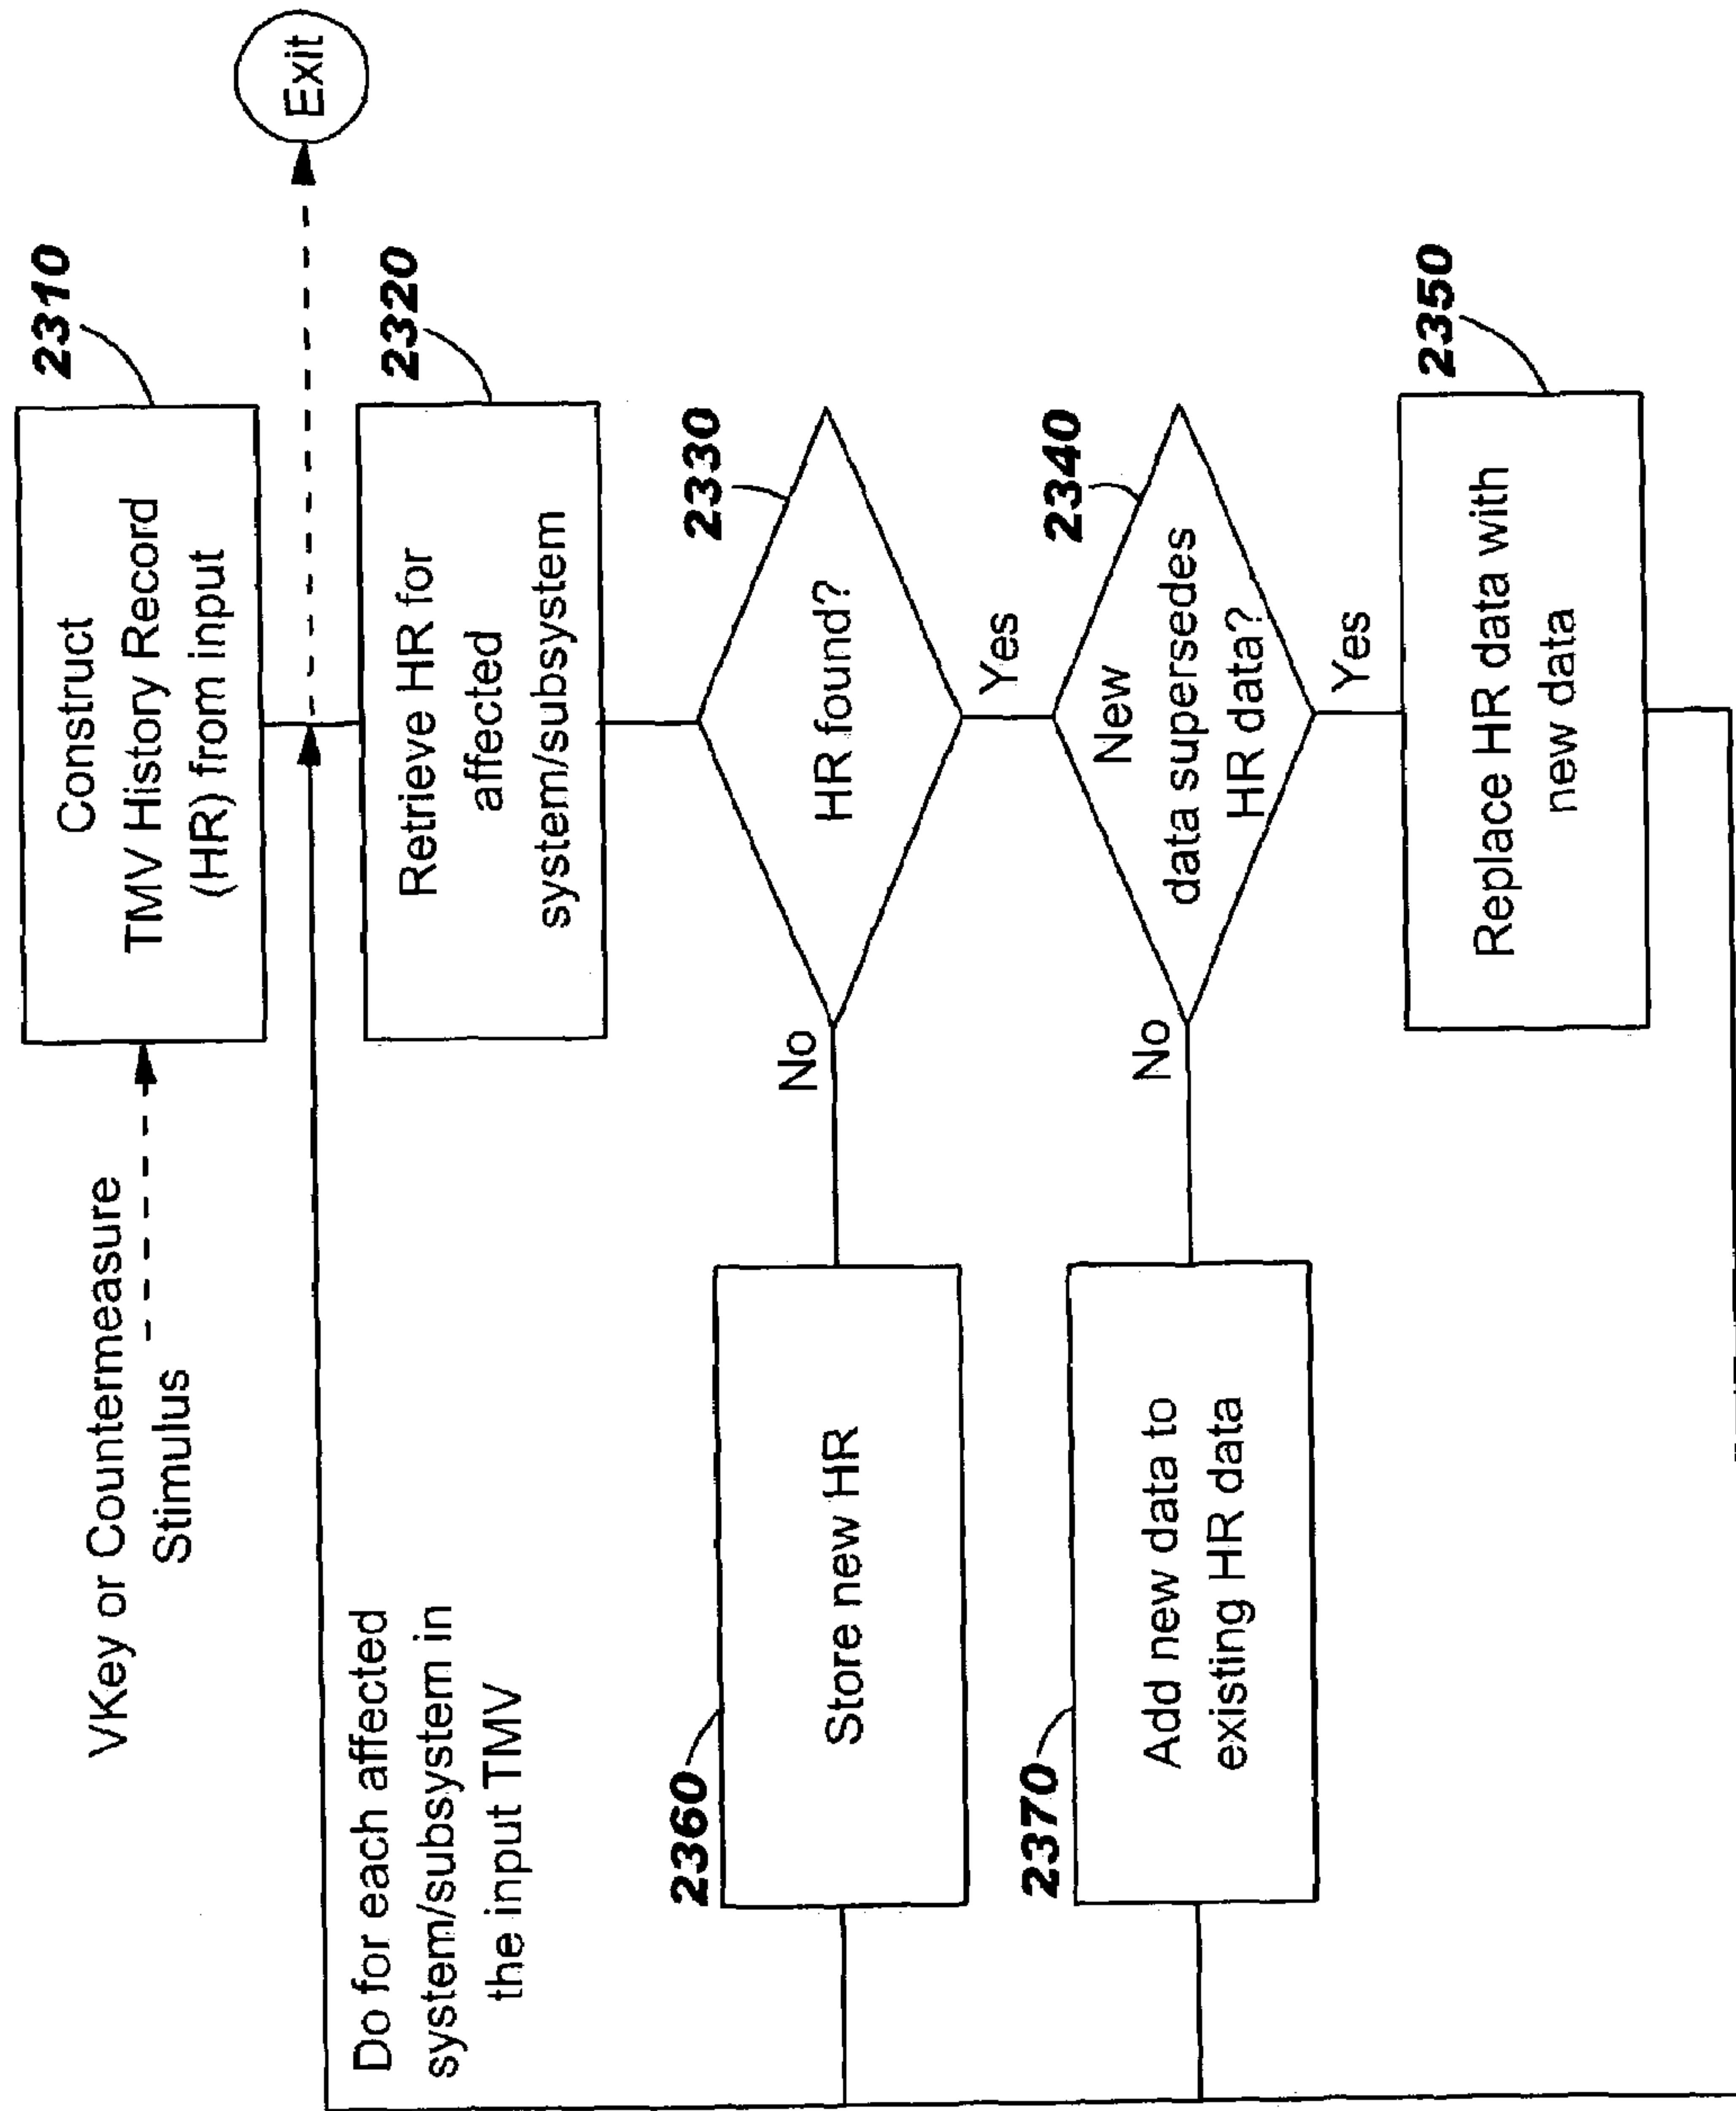 VKey or Countermeasure
Stimulus
Construct
TMV History Record
(HR) from input
2310
Exit
Do for each affected
system/subsystem in
the input TMV
Retrieve HR for
affected
system/subsystem
2320
HR found?
2330
No
Yes
2360
Store new HR
New
data supersedes
HR data?
2340
No
Yes
2370
Add new data to
existing HR data
Replace HR data with
new data
2350